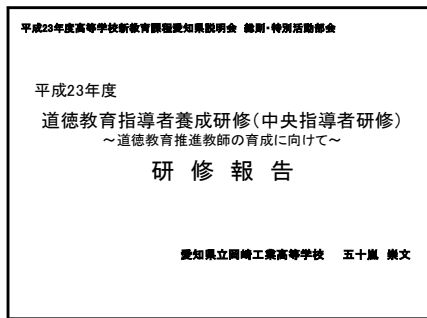 平成23年度高等学校新教育課程愛知県説明会 総則・特別活動部会
平成23年度
道徳教育指導者養成研修(中央指導者研修)
～道徳教育推進教師の育成に向けて～
研 修 報 告
愛知県立岡崎工業高等学校 五十嵐 崇文